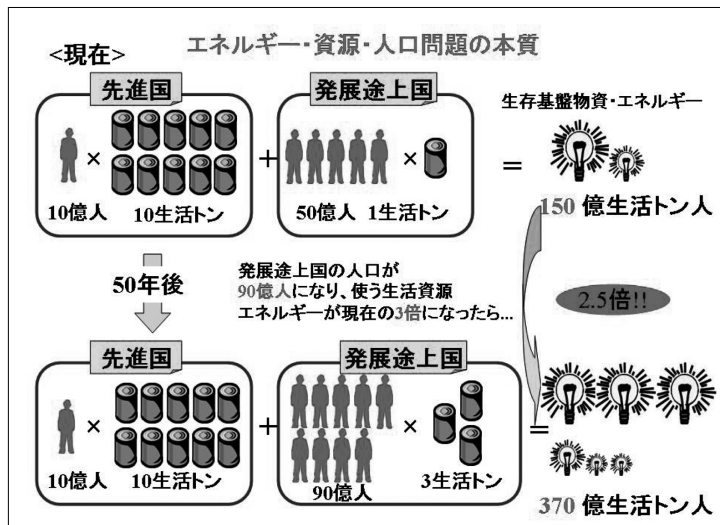 エネルギー・資源・人口問題の本質
<現在>
先進国
発展途上国
生存基盤物資・エネルギー
×
+
×
=
10億人
10生活トン
50億人
1生活トン
150 億生活トン人
50年後
発展途上国の人口が
90億人になり、使う生活資源
エネルギーが現在の3倍になったら...
2.5倍!!
先進国
発展途上国
×
+
×
=
10億人
10生活トン
90億人
3生活トン
370 億生活トン人